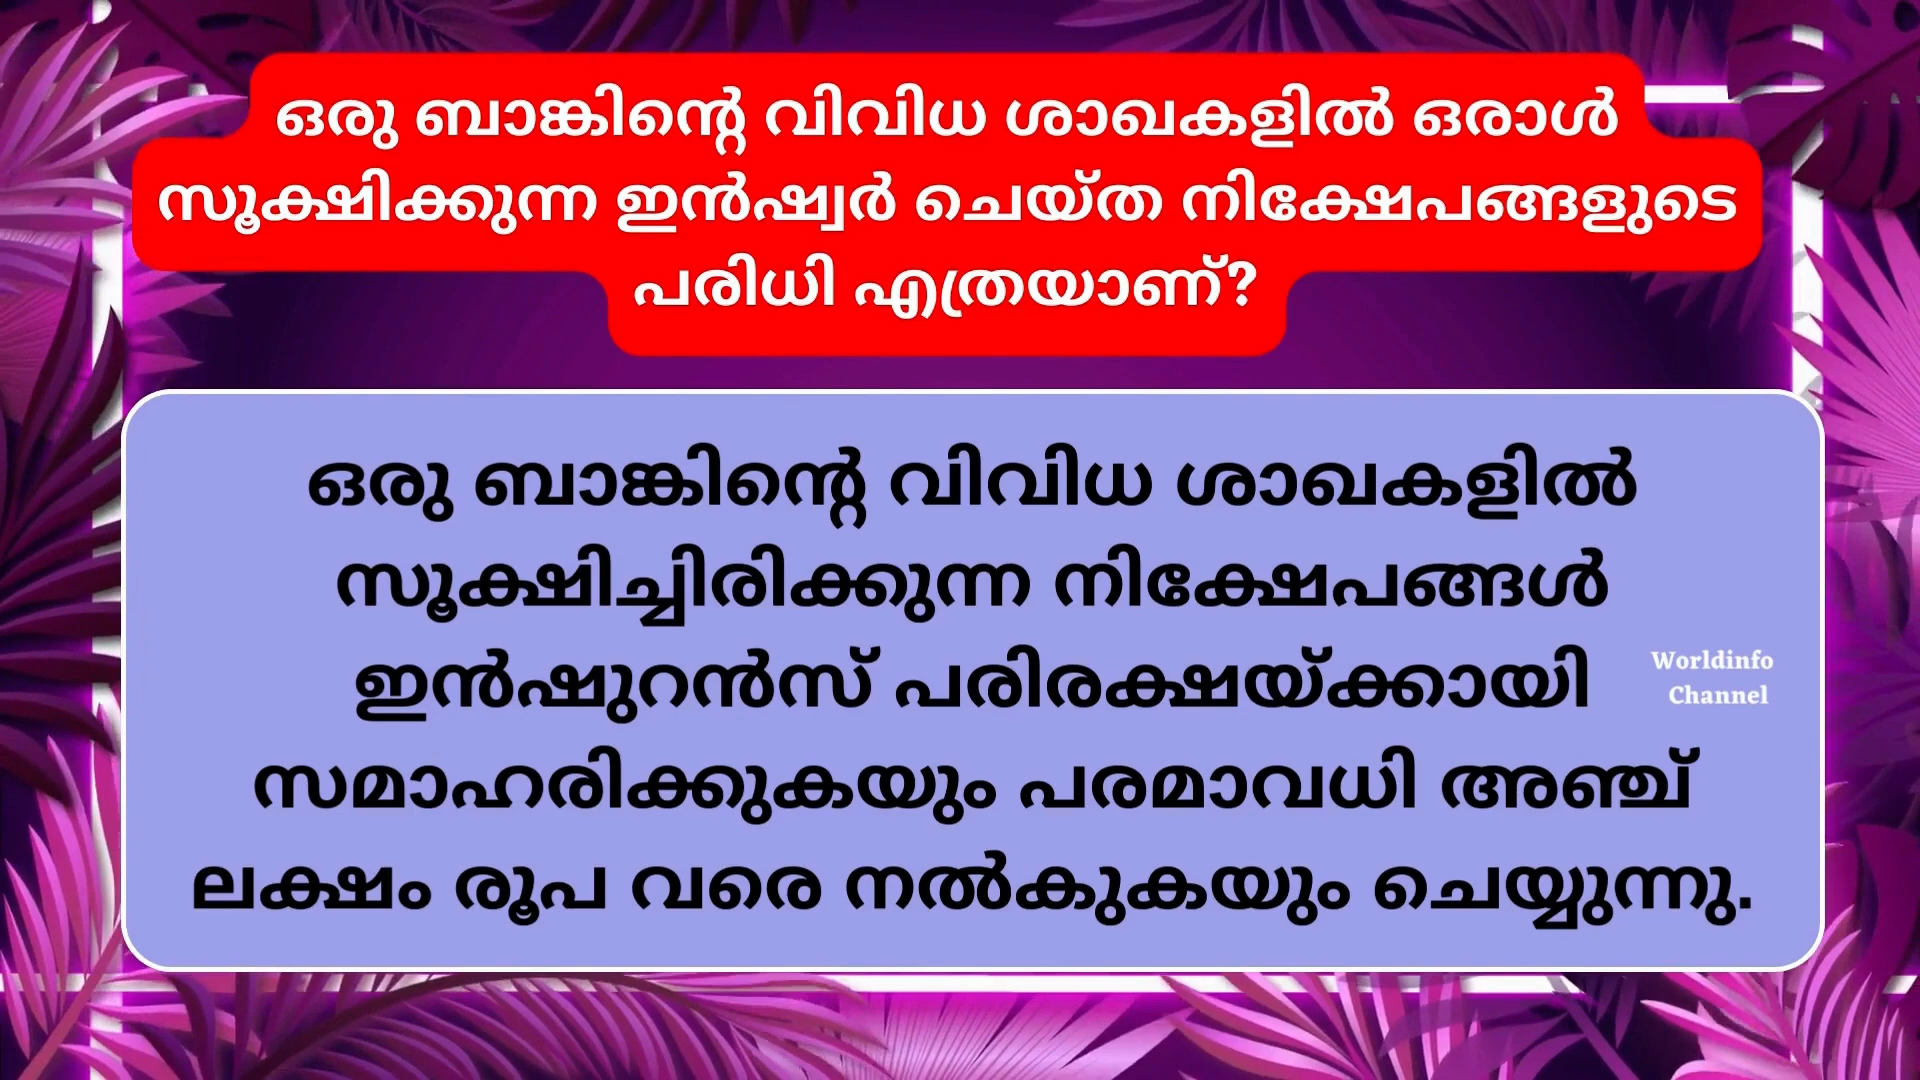 ഒരു ബാങ്കിന്റെ വിവിധ ശാഖകളിൽ ഒരാൾ
സൂക്ഷിക്കുന്ന ഇൻഷ്വർ ചെയ്ത നിക്ഷേപങ്ങളുടെ
പരിധി എത്രയാണ്?
ഒരു ബാങ്കിന്റെ വിവിധ ശാഖകളിൽ
സൂക്ഷിച്ചിരിക്കുന്ന നിക്ഷേപങ്ങൾ
ഇൻഷുറൻസ് പരിരക്ഷയ്ക്കായി
സമാഹരിക്കുകയും പരമാവധി അഞ്ച്
ലക്ഷം രൂപ വരെ നൽകുകയും ചെയ്യുന്നു.
Worldinfo
Channel